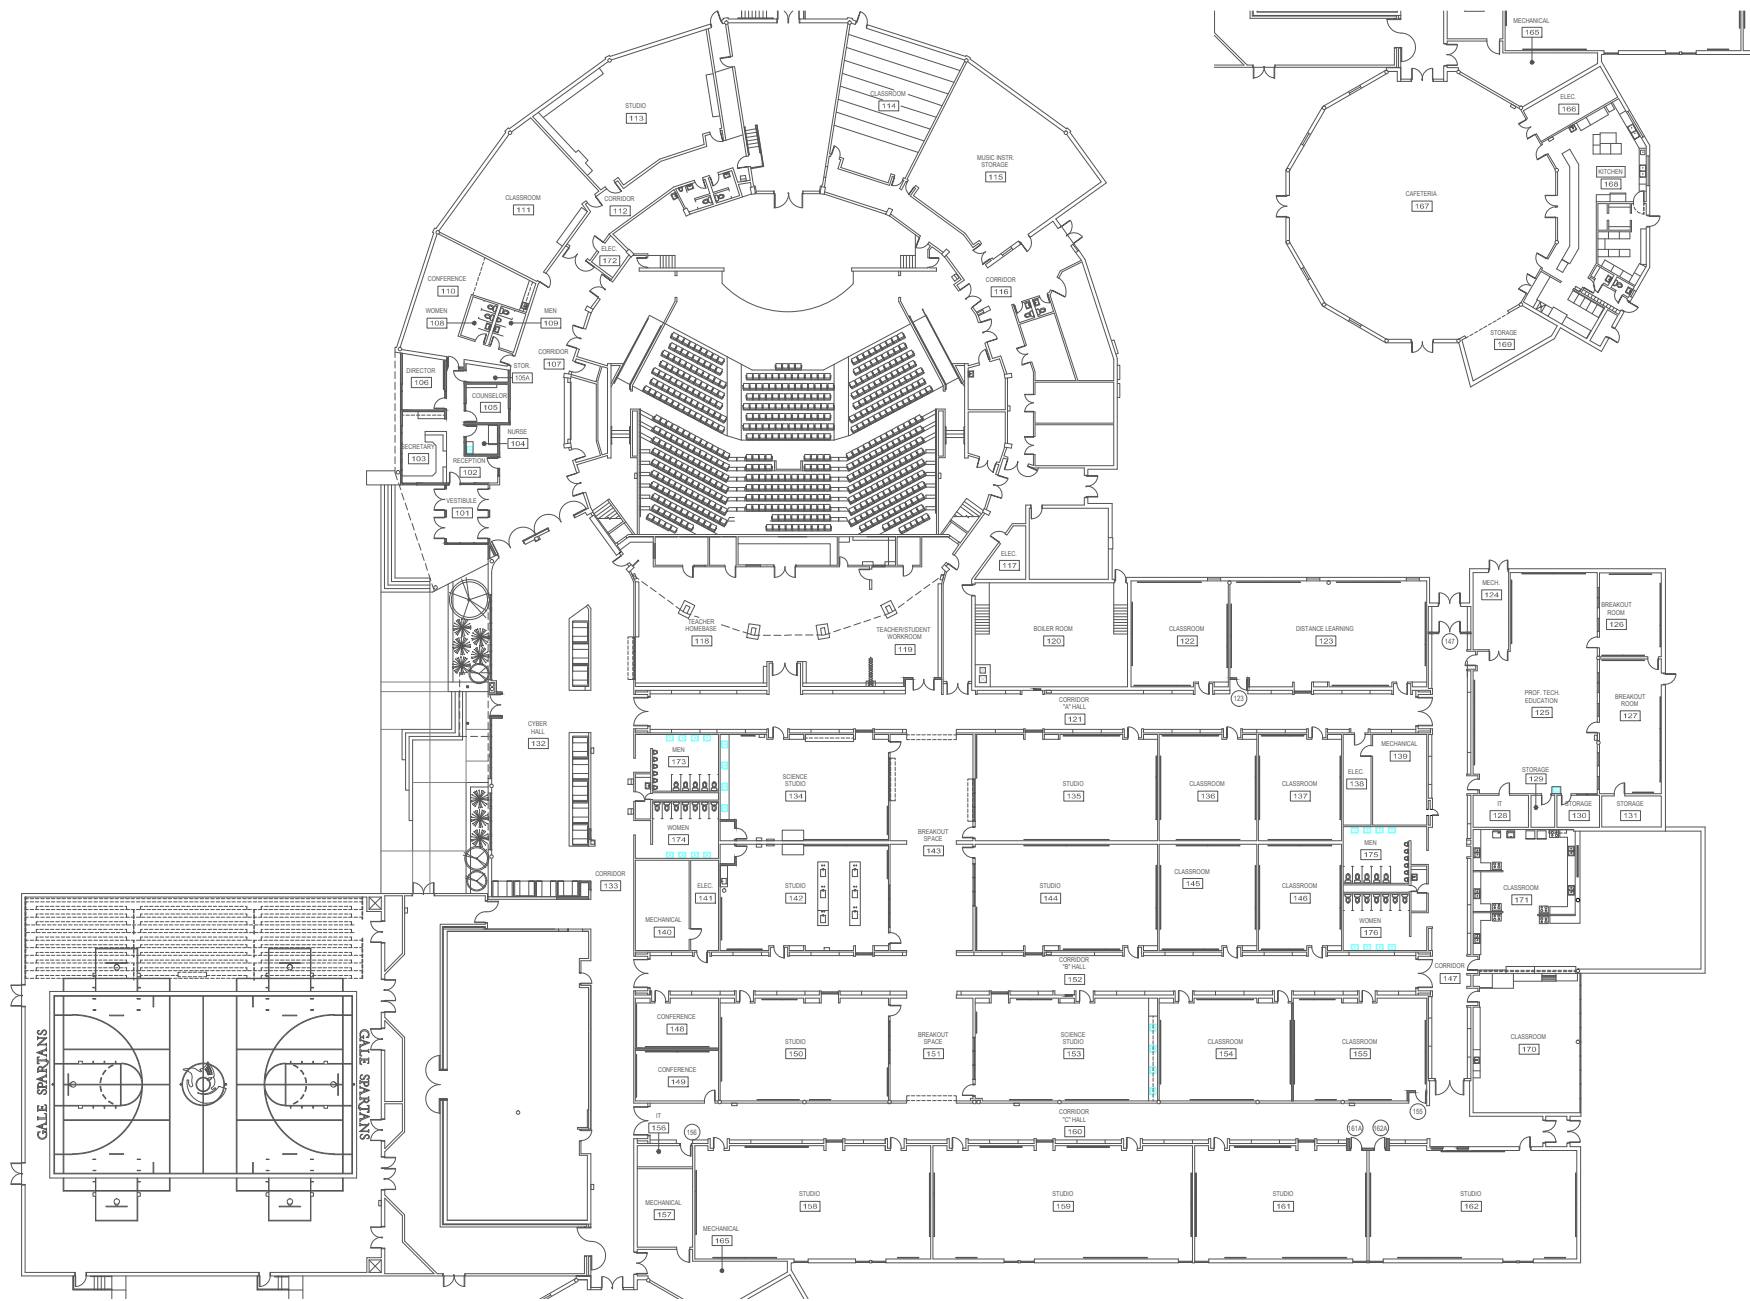 MECHANICAL
165
ELEC.
166
KITCHEN
168
CAFETERIA
167
STORAGE
169
STUDIO
113
CLASSROOM
114
MUSIC INSTR.
STORAGE
115
CLASSROOM
111
CORRIDOR
112
ELEC.
172
CONFERENCE
110
CORRIDOR
116
WOMEN
108
MEN
109
CORRIDOR
107
DIRECTOR
106
STOR.
105A
COUNSELOR
105
NURSE
104
SECRETARY
103
RECEPTION
102
VESTIBULE
101
ELEC.
117
TEACHER
HOMEBASE
118
TEACHER/STUDENT
WORKROOM
119
BOILER ROOM
120
CLASSROOM
122
DISTANCE LEARNING
123
MECH.
124
BREAKOUT
ROOM
126
147
PROF. TECH.
EDUCATION
125
BREAKOUT
ROOM
127
CORRIDOR
"A" HALL
121
123
CYBER
HALL
132
MEN
173
SCIENCE
STUDIO
134
STUDIO
135
CLASSROOM
136
CLASSROOM
137
ELEC.
138
MECHANICAL
139
STORAGE
129
IT
128
STORAGE
130
STORAGE
131
WOMEN
174
BREAKOUT
SPACE
143
MEN
175
CORRIDOR
133
ELEC.
141
MECHANICAL
140
STUDIO
142
STUDIO
144
CLASSROOM
145
CLASSROOM
146
WOMEN
176
CLASSROOM
171
CORRIDOR
"B" HALL
152
CORRIDOR
147
CONFERENCE
148
CONFERENCE
149
STUDIO
150
BREAKOUT
SPACE
151
SCIENCE
STUDIO
153
CLASSROOM
154
CLASSROOM
155
CLASSROOM
170
GALE SPARTANS
GALE SPARTANS
IT
156
156
CORRIDOR
"C" HALL
160
155
161A
162A
MECHANICAL
157
STUDIO
158
STUDIO
159
STUDIO
161
STUDIO
162
MECHANICAL
165